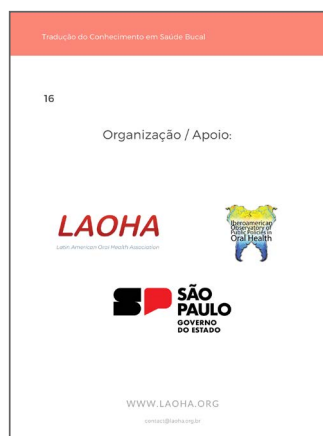 Tradução do Conhecimento em Saúde Bucal
16
Organização / Apoio:
LAOHA
Latin American Oral Health Association
Iberoamerican
Observatory of
Public Policies in
Oral Health
SP
SÃO
PAULO
GOVERNO
DO ESTADO
WWW.LAOHA.ORG
contact@laoha.org.br